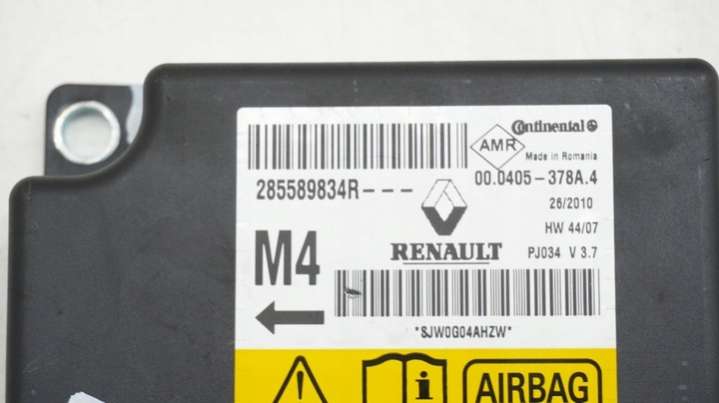 Continental
AMR
Made in Romania
285589834R---
00.0405-378A.4
26/2010
HW 44/07
M4
RENAULT
PJ034 V 3.7
*8JW0G04AHZW*
i
AIRBAG